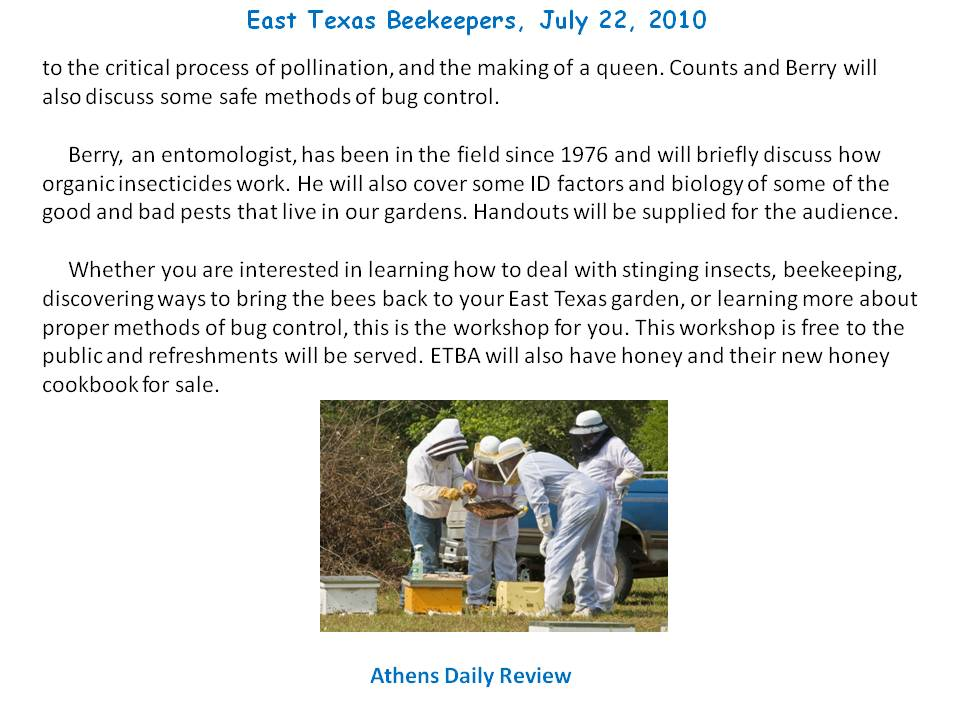 East Texas Beekeepers, July 22, 2010
to the critical process of pollination, and the making of a queen. Counts and Berry will
also discuss some safe methods of bug control.
Berry, an entomologist, has been in the field since 1976 and will briefly discuss how
organic insecticides work. He will also cover some ID factors and biology of some of the
good and bad pests that live in our gardens. Handouts will be supplied for the audience.
Whether you are interested in learning how to deal with stinging insects, beekeeping,
discovering ways to bring the bees back to your East Texas garden, or learning more about
proper methods of bug control, this is the workshop for you. This workshop is free to the
public and refreshments will be served. ETBA will also have honey and their new honey
cookbook for sale.
Athens Daily Review